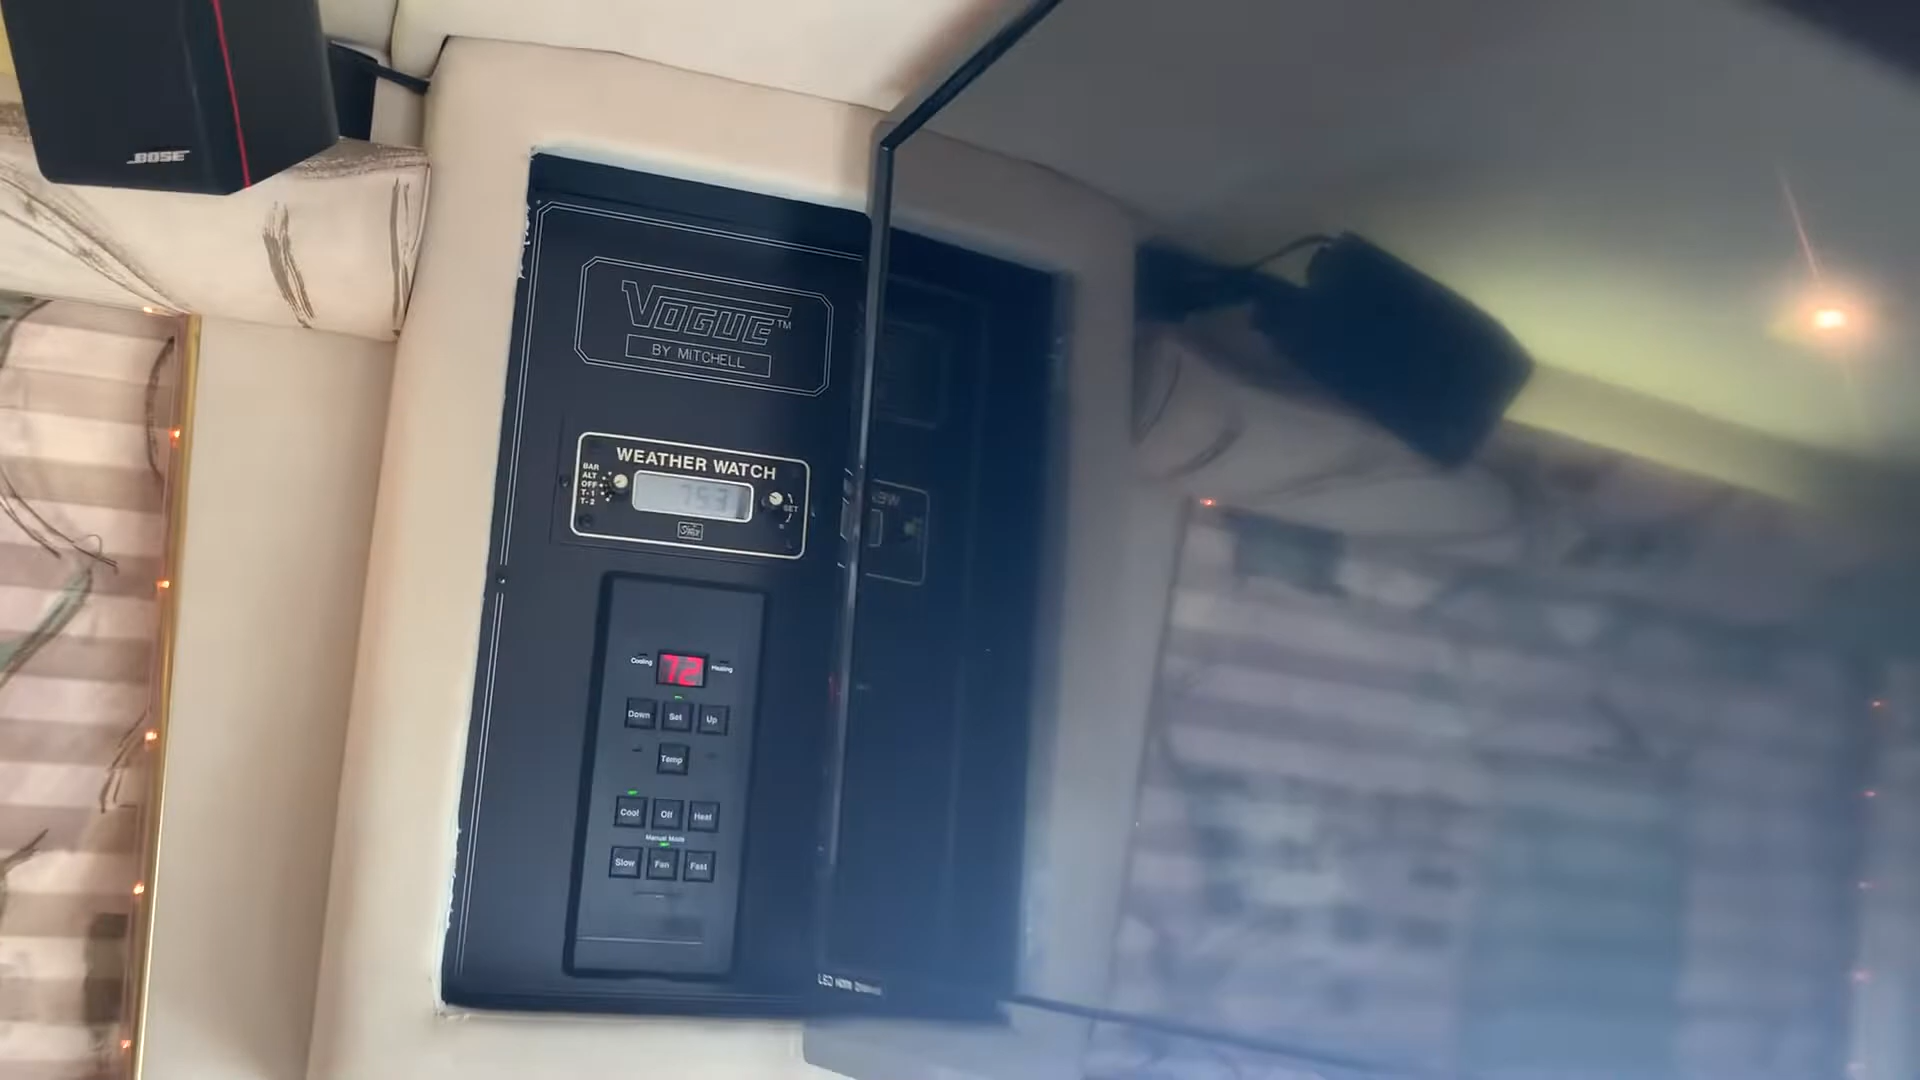 BOSE
VOGUE™
BY MITCHELL
WEATHER WATCH
BAR
ALT
OFF
T-1
T-2
753
SET
Cooling
72
Heating
Down
Set
Up
Temp
Cool
Off
Heat
Manual Mode
Slow
Fan
Fast